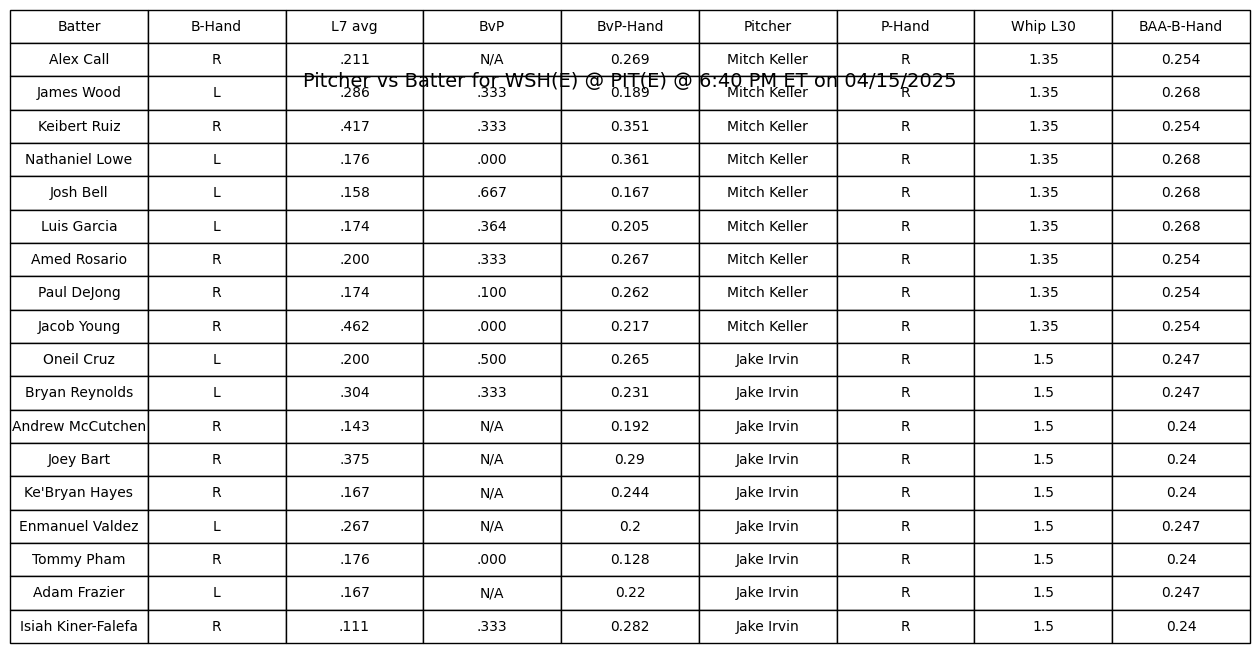 Batter B-Hand L7 avg BvP BvP-Hand Pitcher P-Hand Whip L30 BAA-B-Hand
Alex Call R .211 N/A 0.269 Mitch Keller R 1.35 0.254
Pitcher vs Batter for WSH(E) @ PIT(E) @ 6:40 PM ET on 04/15/2025
James Wood L .286 .333 0.189 Mitch Keller R 1.35 0.268
Keibert Ruiz R .417 .333 0.351 Mitch Keller R 1.35 0.254
Nathaniel Lowe L .176 .000 0.361 Mitch Keller R 1.35 0.268
Josh Bell L .158 .667 0.167 Mitch Keller R 1.35 0.268
Luis Garcia L .174 .364 0.205 Mitch Keller R 1.35 0.268
Amed Rosario R .200 .333 0.267 Mitch Keller R 1.35 0.254
Paul DeJong R .174 .100 0.262 Mitch Keller R 1.35 0.254
Jacob Young R .462 .000 0.217 Mitch Keller R 1.35 0.254
Oneil Cruz L .200 .500 0.265 Jake Irvin R 1.5 0.247
Bryan Reynolds L .304 .333 0.231 Jake Irvin R 1.5 0.247
Andrew McCutchen R .143 N/A 0.192 Jake Irvin R 1.5 0.24
Joey Bart R .375 N/A 0.29 Jake Irvin R 1.5 0.24
Ke'Bryan Hayes R .167 N/A 0.244 Jake Irvin R 1.5 0.24
Enmanuel Valdez L .267 N/A 0.2 Jake Irvin R 1.5 0.247
Tommy Pham R .176 .000 0.128 Jake Irvin R 1.5 0.24
Adam Frazier L .167 N/A 0.22 Jake Irvin R 1.5 0.247
Isiah Kiner-Falefa R .111 .333 0.282 Jake Irvin R 1.5 0.24